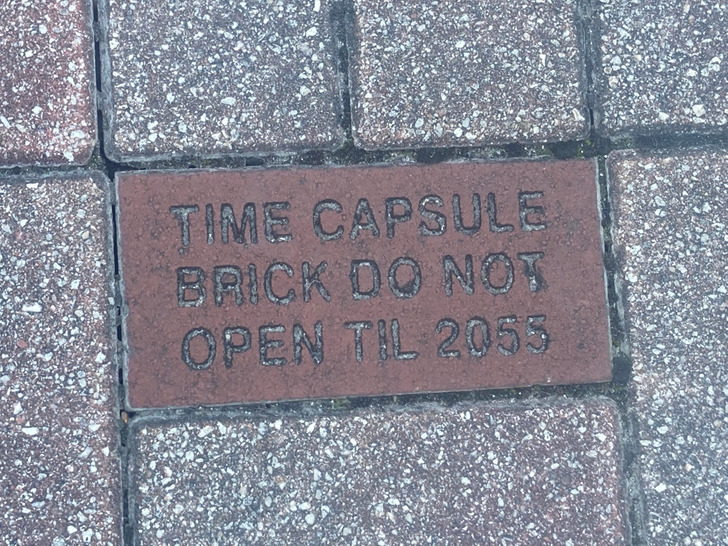 TIME CAPSULE
BRICK DO NOT
OPEN TIL 2055